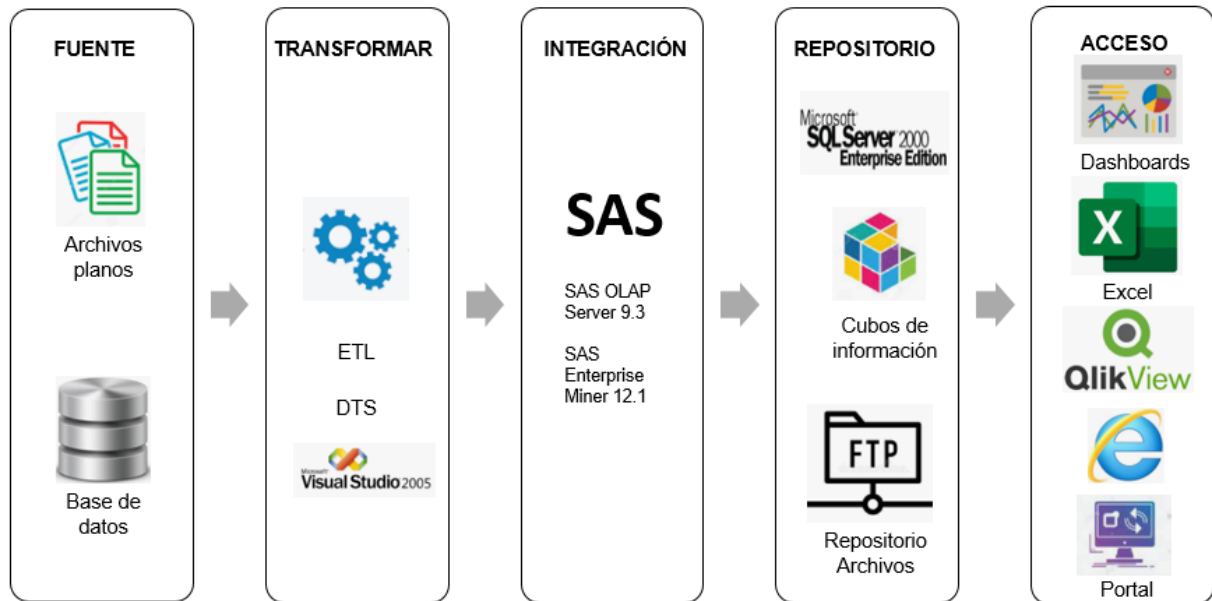 FUENTE
Archivos
planos
Base de
datos
TRANSFORMAR
ETL
DTS
Microsoft
Visual Studio 2005
INTEGRACIÓN
SAS
SAS OLAP
Server 9.3
SAS
Enterprise
Miner 12.1
REPOSITORIO
Microsoft
SQL Server 2000
Enterprise Edition
Cubos de
información
FTP
Repositorio
Archivos
ACCESO
Dashboards
X
Excel
QlikView
Portal